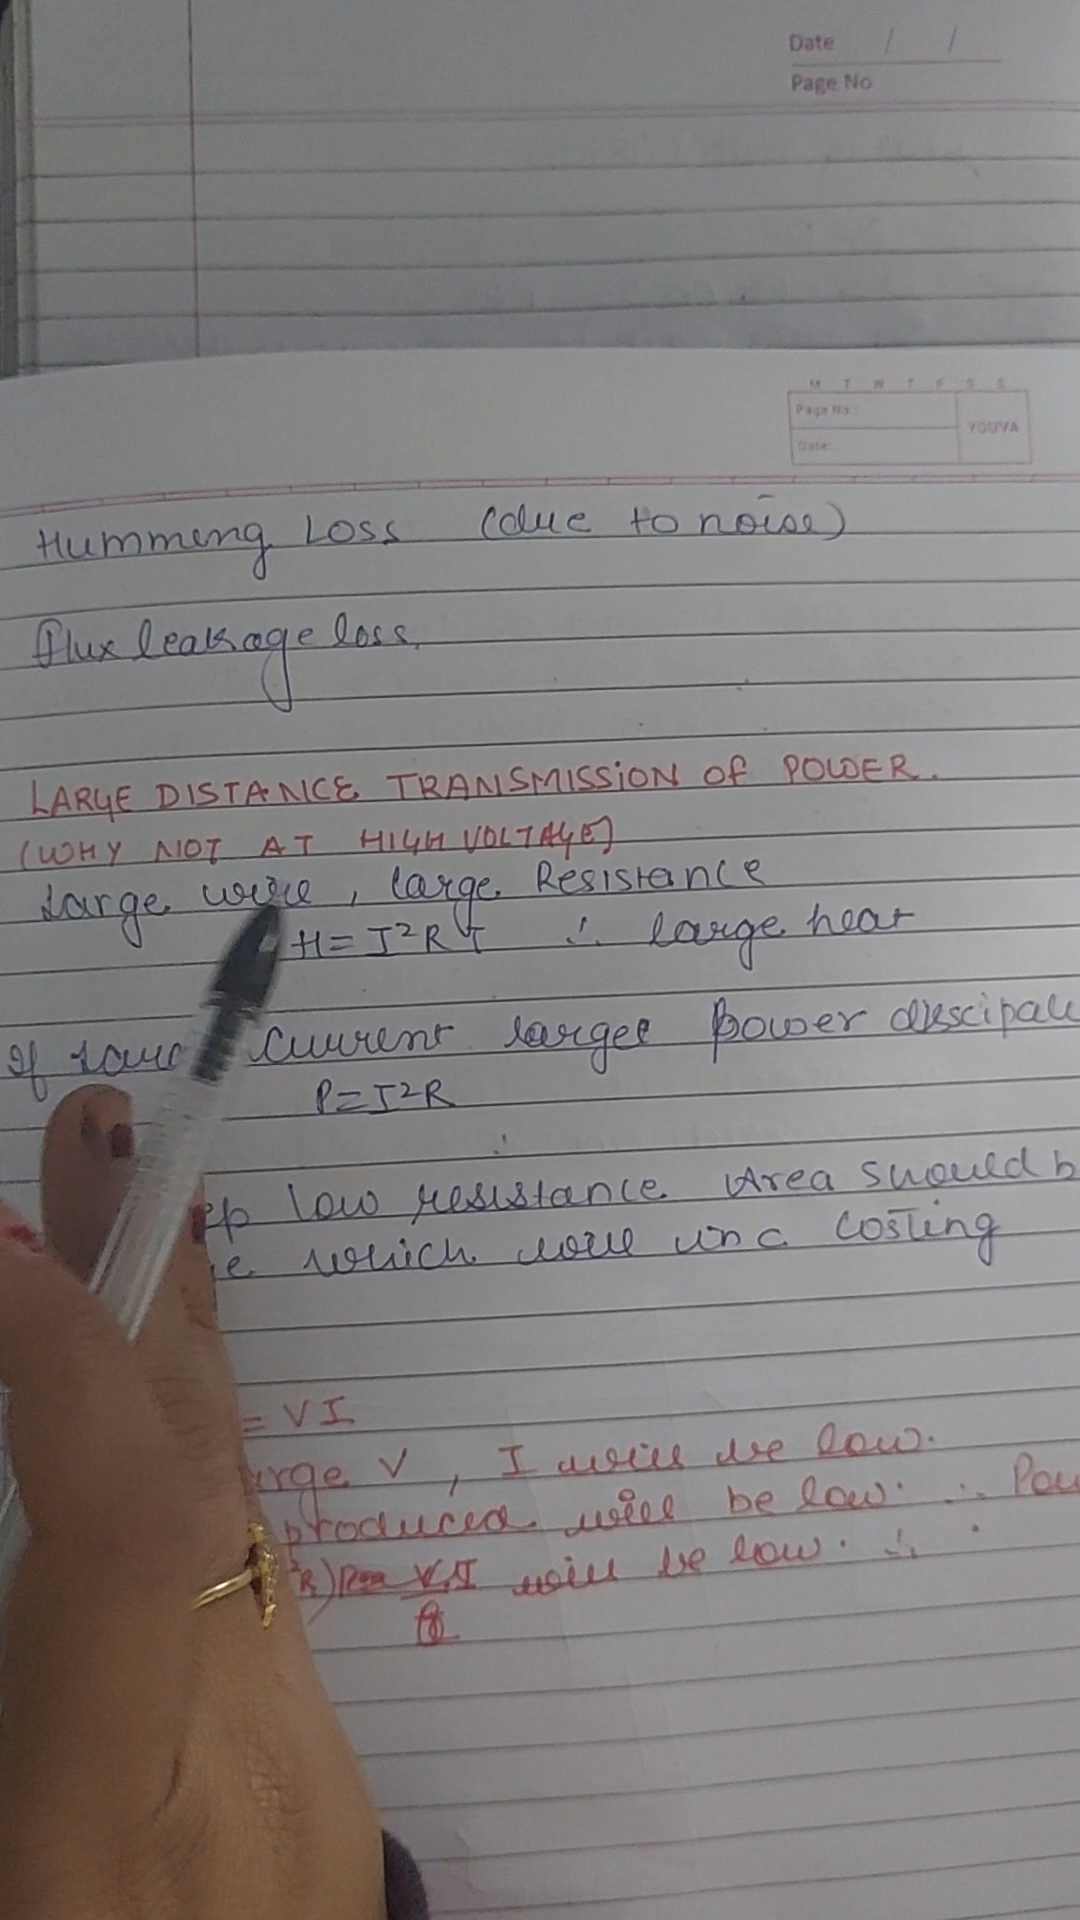 Date / /
Page No
M T W T F S S
Page No.:
YOUVA
Date:
Humming Loss (due to noise)
flux leakage loss.
LARGE DISTANCE TRANSMISSION Of POWER.
(WHY NOT AT HIGH VOLTAGE)
Large wire, large Resistance
H = I²RT ∴ large heat
If current larger Power
P = I²R
∴
low resistance Area should b
e which will inc costing
= VI
arge V, I will be low.
produced will be low. ∴ Pow
²R) V.I will be low. ∴
R